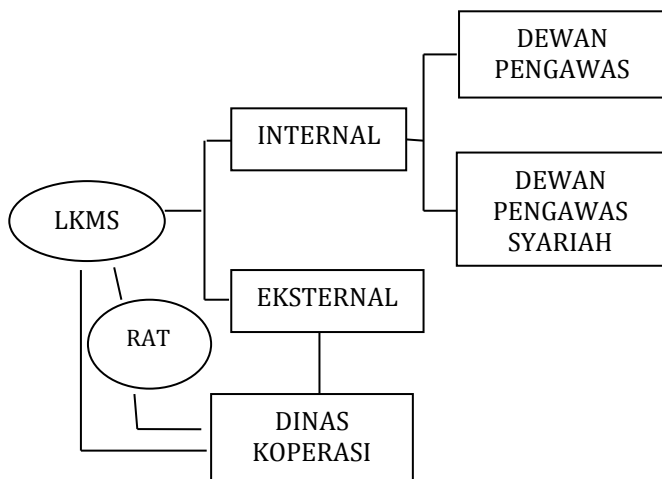 DEWAN
PENGAWAS
INTERNAL
DEWAN
PENGAWAS
SYARIAH
LKMS
EKSTERNAL
RAT
DINAS
KOPERASI